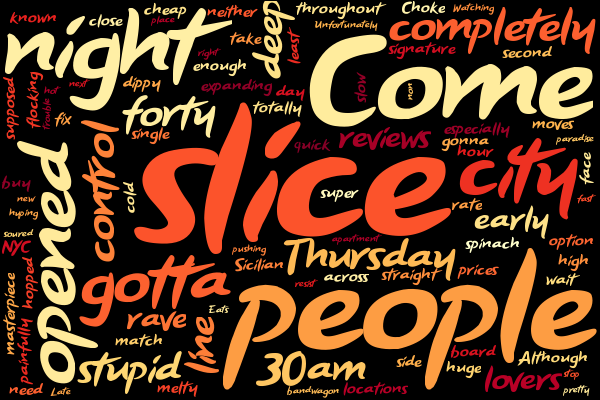 known
close
cheap
place
neither
deep
throughout
Unfortunately
Choke
Watching
completely
night
right
enough
take
least
signature
second
Come
supposed
flocking
hot
Trouble
next
dippy
expanding
day
slow
non
fix
forty
single
totally
quick
reviews
especially
gonna
hour
moves
paradise
opened
control
cold
slice
super
city
face
fast
buy
new
hyping
soured
NYC
rate
early
spinach
option
high
wait
apartment
pushing
Sicilian
Thursday
resist
across
straight
prices
masterpiece
painfully
hopped
gotta
rave
Eats
people
match
line
stupid
melty
30am
bandwagon
side
board
huge
locations
lovers
Although
stop
pretty
need
Late